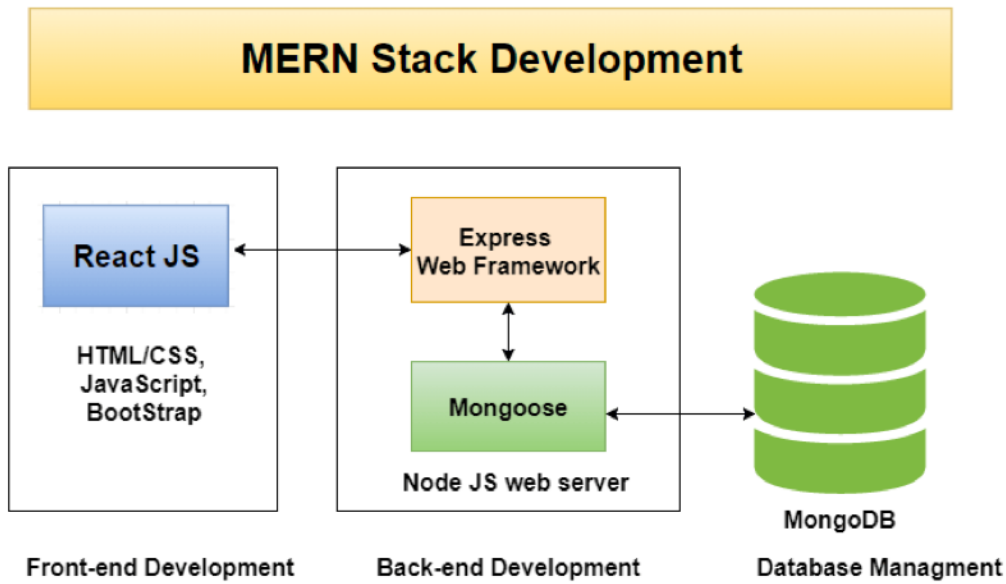 MERN Stack Development
React JS
HTML/CSS,
JavaScript,
BootStrap
Express
Web Framework
Mongoose
Node JS web server
MongoDB
Front-end Development
Back-end Development
Database Managment